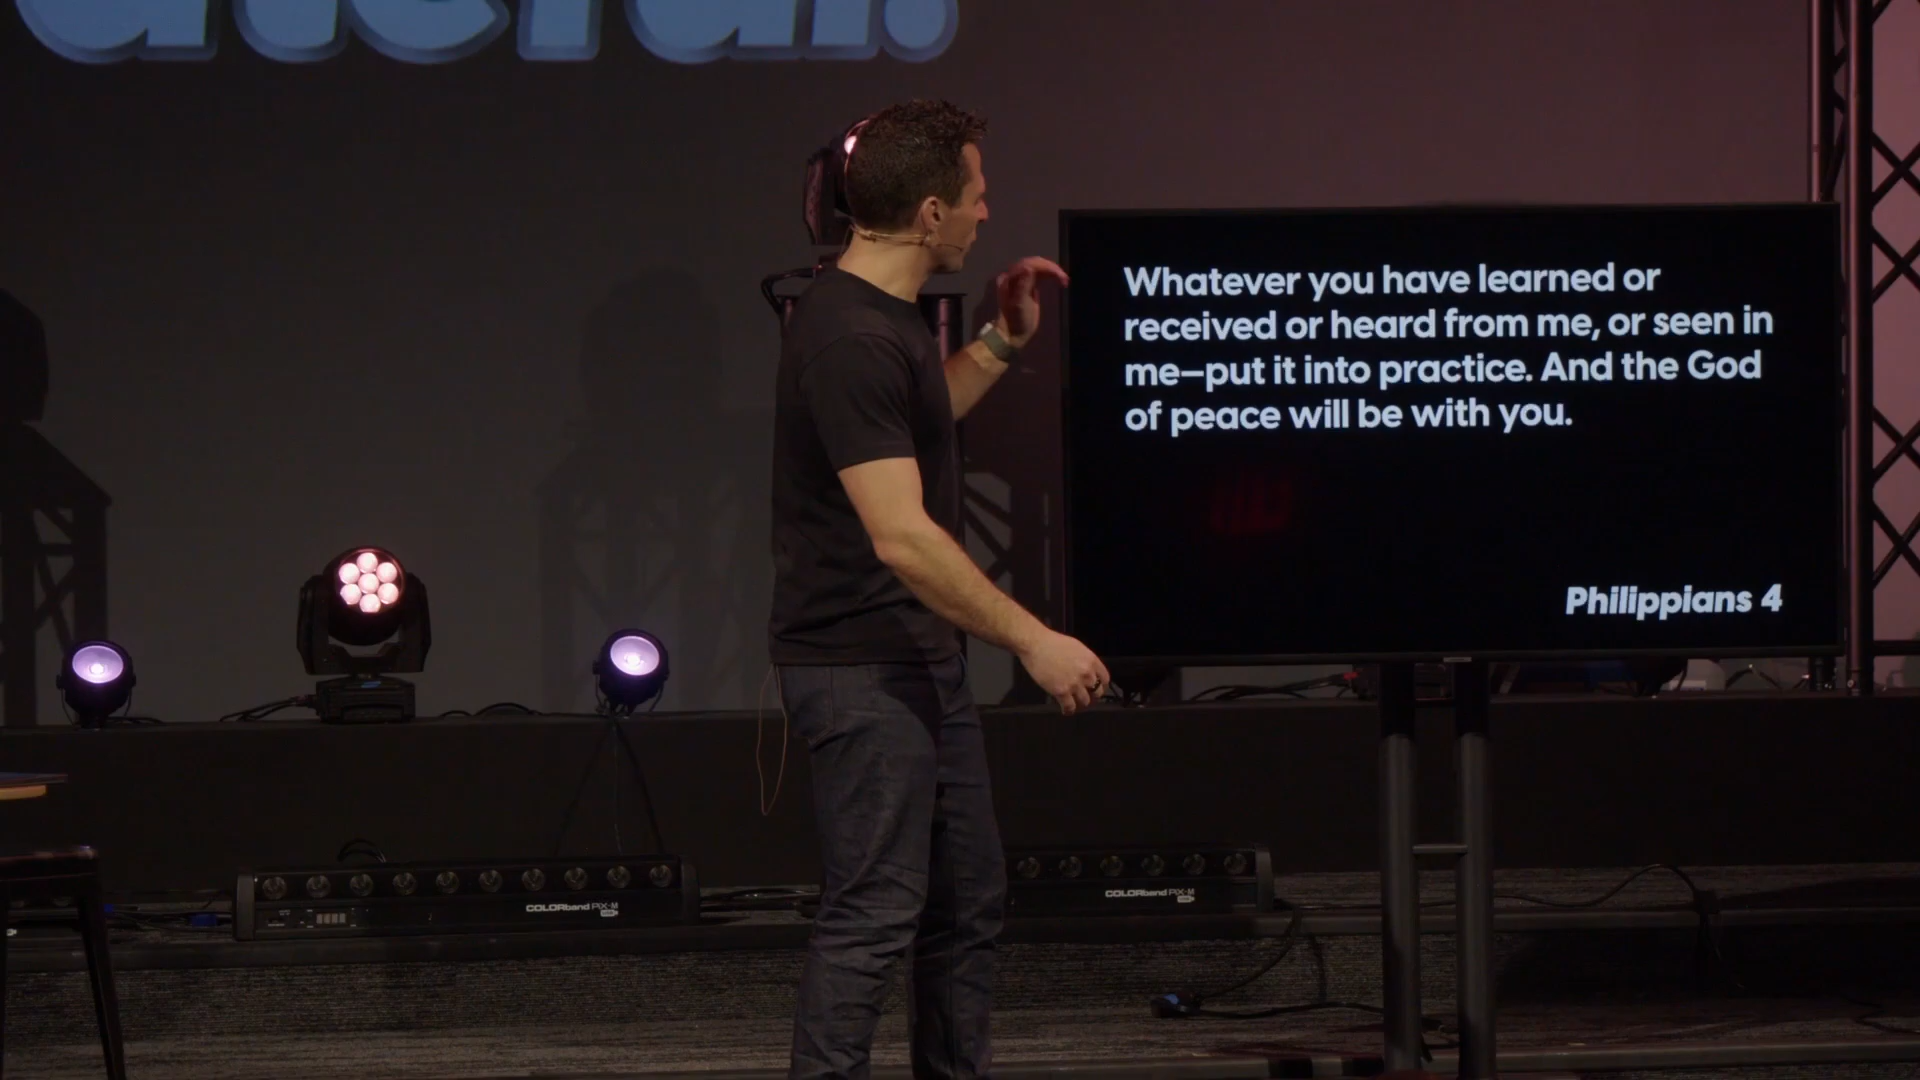 Whatever you have learned or
received or heard from me, or seen in
me–put it into practice. And the God
of peace will be with you.
Philippians 4
COLORband PiX-M
COLORband PiX-M